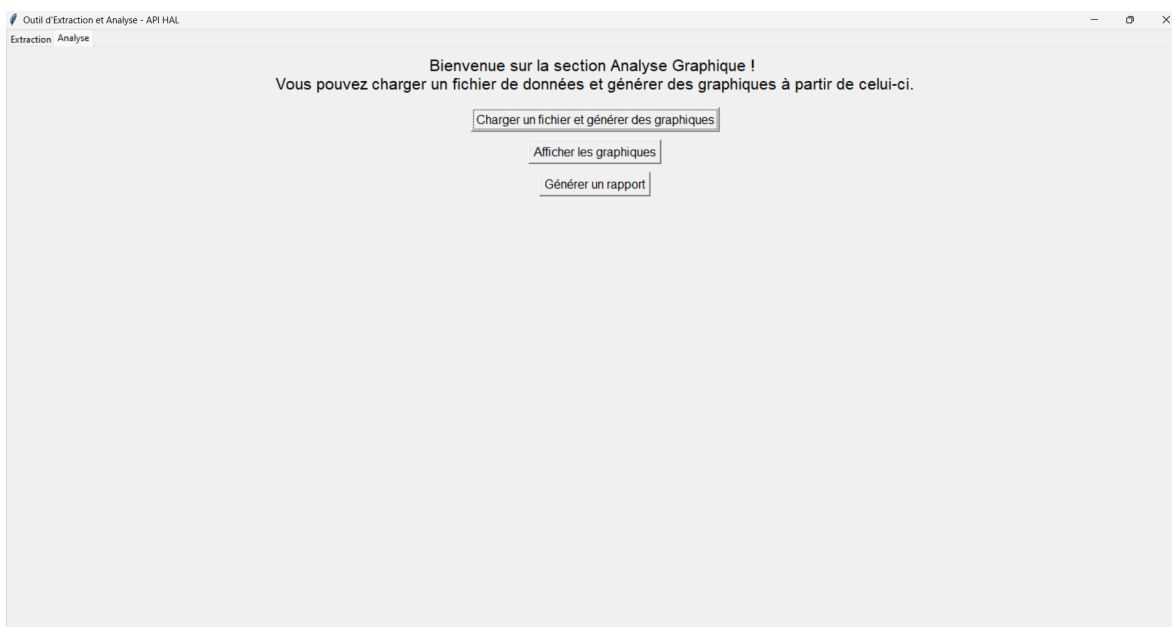 Outil d'Extraction et Analyse - API HAL
Extraction Analyse
Bienvenue sur la section Analyse Graphique !
Vous pouvez charger un fichier de données et générer des graphiques à partir de celui-ci.
Charger un fichier et générer des graphiques
Afficher les graphiques
Générer un rapport